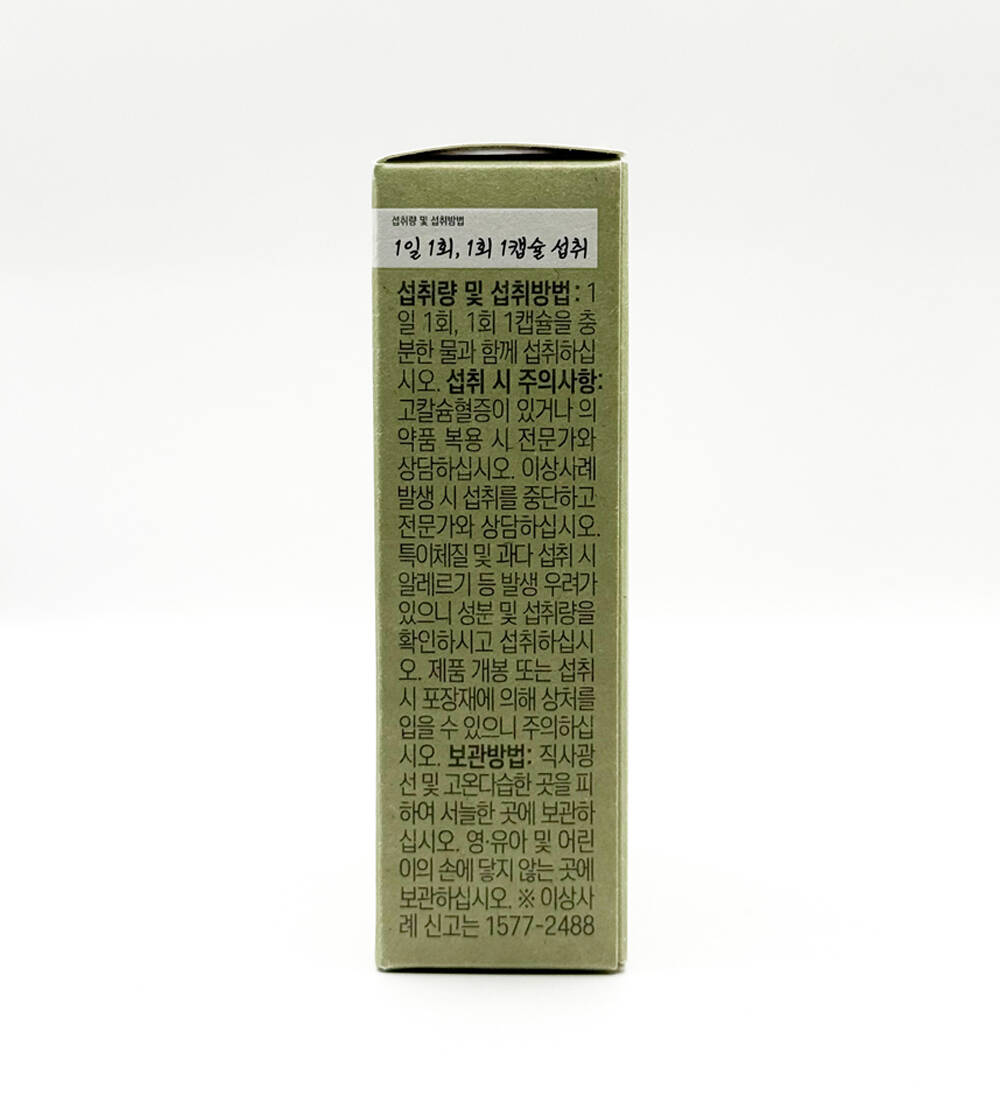 섭취량 및 섭취방법
1일 1회, 1회 1캡슐 섭취
섭취량 및 섭취방법: 1
일 1회, 1회 1캡슐을 충
분한 물과 함께 섭취하십
시오. 섭취 시 주의사항:
고칼슘혈증이 있거나 의
약품 복용 시 전문가와
상담하십시오. 이상사례
발생 시 섭취를 중단하고
전문가와 상담하십시오.
특이체질 및 과다 섭취 시
알레르기 등 발생 우려가
있으니 성분 및 섭취량을
확인하시고 섭취하십시
오. 제품 개봉 또는 섭취
시 포장재에 의해 상처를
입을 수 있으니 주의하십
시오. 보관방법: 직사광
선 및 고온다습한 곳을 피
하여 서늘한 곳에 보관하
십시오. 영·유아 및 어린
이의 손에 닿지 않는 곳에
보관하십시오. ※ 이상사
례 신고는 1577-2488